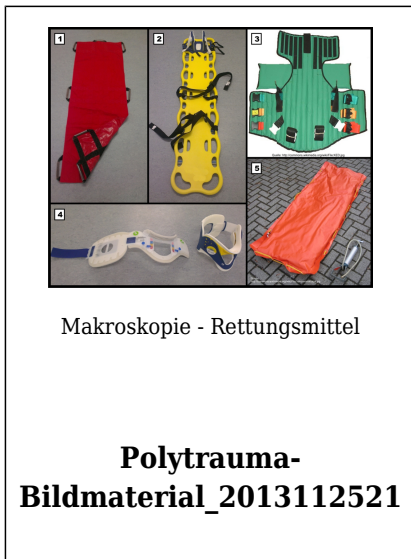 1
2
3
4
5
Makroskopie - Rettungsmittel
Polytrauma-
Bildmaterial_2013112521